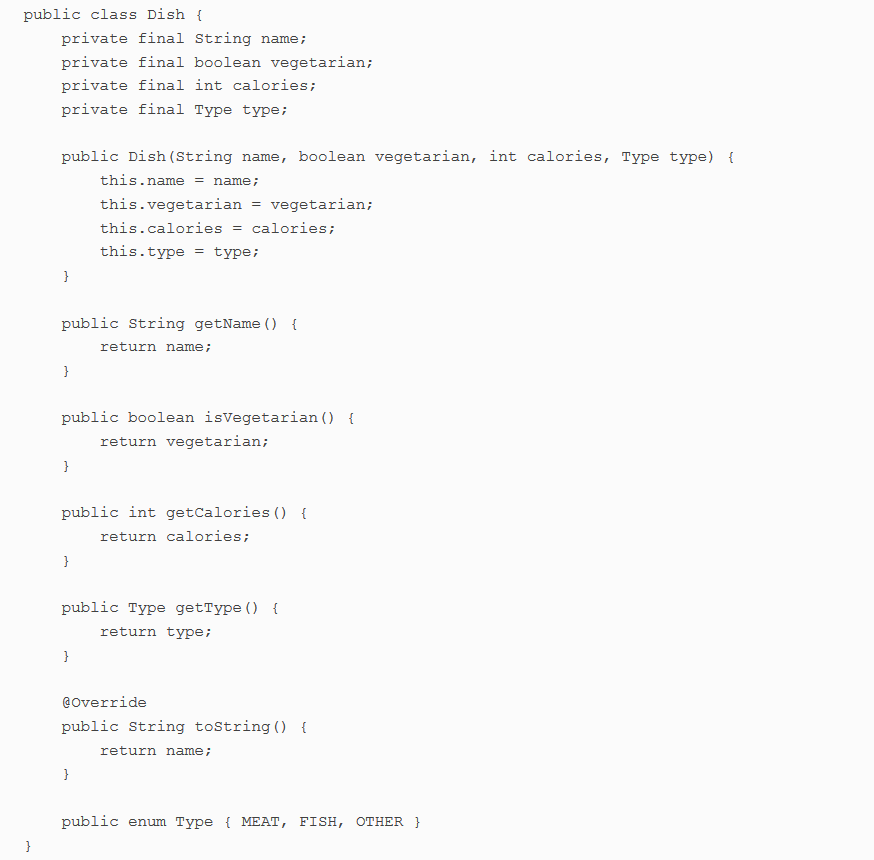 public class Dish {
    private final String name;
    private final boolean vegetarian;
    private final int calories;
    private final Type type;

    public Dish(String name, boolean vegetarian, int calories, Type type) {
        this.name = name;
        this.vegetarian = vegetarian;
        this.calories = calories;
        this.type = type;
    }

    public String getName() {
        return name;
    }

    public boolean isVegetarian() {
        return vegetarian;
    }

    public int getCalories() {
        return calories;
    }

    public Type getType() {
        return type;
    }

    @Override
    public String toString() {
        return name;
    }

    public enum Type { MEAT, FISH, OTHER }
}